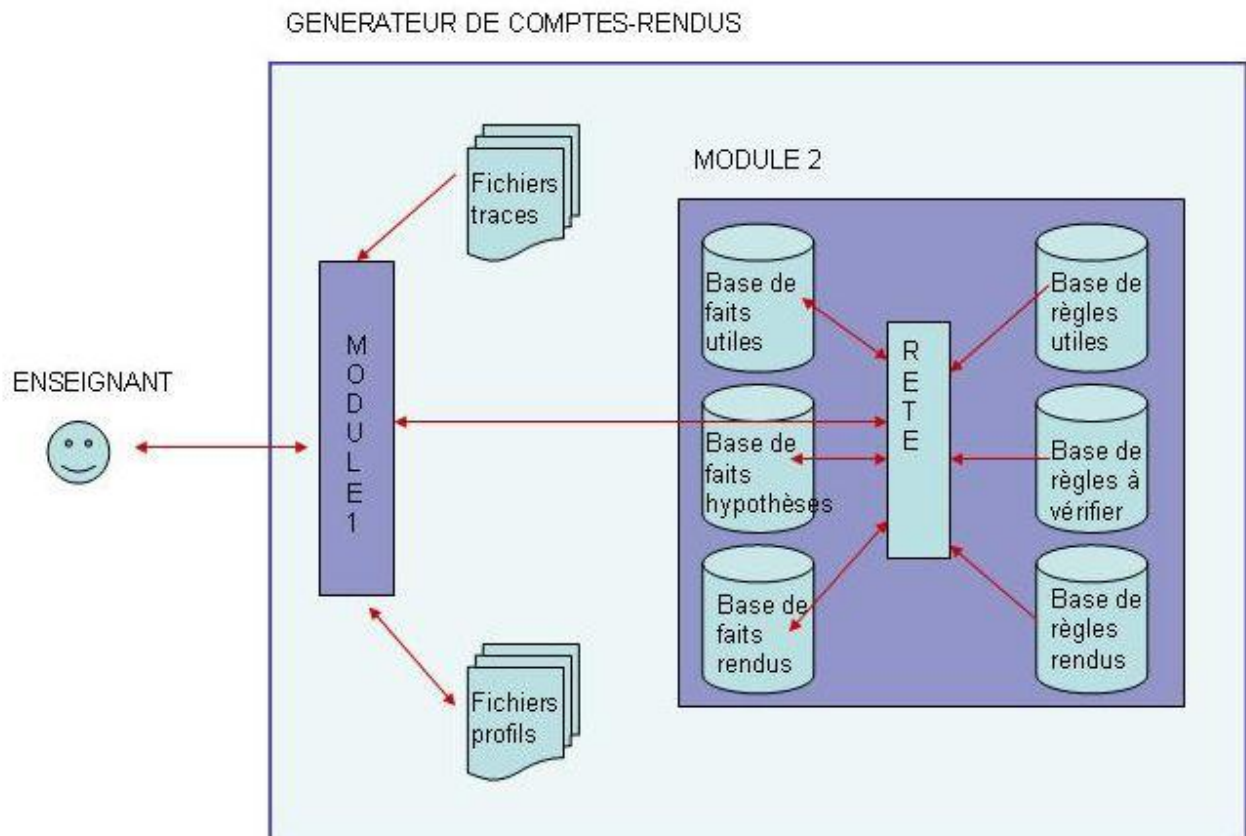 GENERATEUR DE COMPTES-RENDUS
Fichiers
traces
MODULE 2
Base de
faits
utiles
Base de
règles
utiles
M
O
D
U
L
E
1
R
E
T
E
ENSEIGNANT
Base de
faits
hypothèses
Base de
règles à
vérifier
Base de
faits
rendus
Base de
règles
rendus
Fichiers
profils